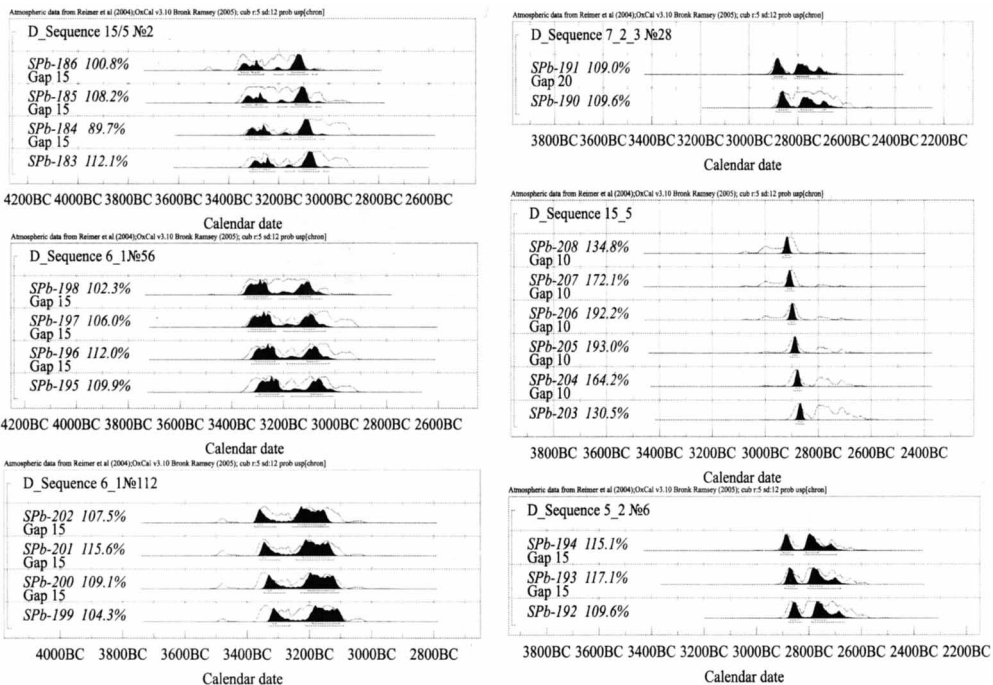 Atmospheric data from Reimer et al (2004);OxCal v3.10 Bronk Ramsey (2005); cub r:5 sd:12 prob usp[chron]
D_Sequence 15/5 №2
SPb-186 100.8%
Gap 15
SPb-185 108.2%
Gap 15
SPb-184 89.7%
Gap 15
SPb-183 112.1%
4200BC 4000BC 3800BC 3600BC 3400BC 3200BC 3000BC 2800BC 2600BC
Calendar date
Atmospheric data from Reimer et al (2004);OxCal v3.10 Bronk Ramsey (2005); cub r:5 sd:12 prob usp[chron]
D_Sequence 6_1№56
SPb-198 102.3%
Gap 15
SPb-197 106.0%
Gap 15
SPb-196 112.0%
Gap 15
SPb-195 109.9%
4200BC 4000BC 3800BC 3600BC 3400BC 3200BC 3000BC 2800BC 2600BC
Calendar date
Atmospheric data from Reimer et al (2004);OxCal v3.10 Bronk Ramsey (2005); cub r:5 sd:12 prob usp[chron]
D_Sequence 6_1№112
SPb-202 107.5%
Gap 15
SPb-201 115.6%
Gap 15
SPb-200 109.1%
Gap 15
SPb-199 104.3%
4000BC 3800BC 3600BC 3400BC 3200BC 3000BC 2800BC
Calendar date
Atmospheric data from Reimer et al (2004);OxCal v3.10 Bronk Ramsey (2005); cub r:5 sd:12 prob usp[chron]
D_Sequence 7_2_3 №28
SPb-191 109.0%
Gap 20
SPb-190 109.6%
3800BC 3600BC 3400BC 3200BC 3000BC 2800BC 2600BC 2400BC 2200BC
Calendar date
Atmospheric data from Reimer et al (2004);OxCal v3.10 Bronk Ramsey (2005); cub r:5 sd:12 prob usp[chron]
D_Sequence 15_5
SPb-208 134.8%
Gap 10
SPb-207 172.1%
Gap 10
SPb-206 192.2%
Gap 10
SPb-205 193.0%
Gap 10
SPb-204 164.2%
Gap 10
SPb-203 130.5%
3800BC 3600BC 3400BC 3200BC 3000BC 2800BC 2600BC 2400BC
Calendar date
Atmospheric data from Reimer et al (2004);OxCal v3.10 Bronk Ramsey (2005); cub r:5 sd:12 prob usp[chron]
D_Sequence 5_2 №6
SPb-194 115.1%
Gap 15
SPb-193 117.1%
Gap 15
SPb-192 109.6%
3800BC 3600BC 3400BC 3200BC 3000BC 2800BC 2600BC 2400BC 2200BC
Calendar date